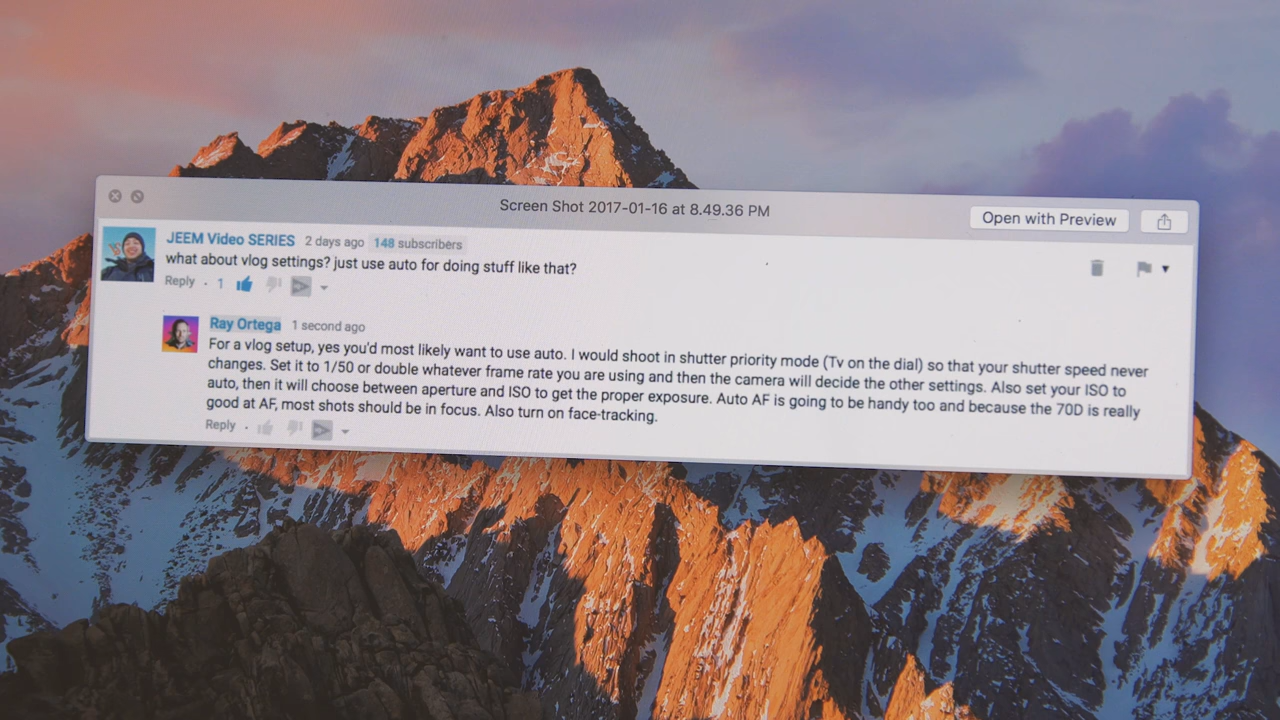 Screen Shot 2017-01-16 at 8.49.36 PM
Open with Preview
JEEM Video SERIES 2 days ago 148 subscribers
what about vlog settings? just use auto for doing stuff like that?
Reply · 1
Ray Ortega 1 second ago
For a vlog setup, yes you'd most likely want to use auto. I would shoot in shutter priority mode (Tv on the dial) so that your shutter speed never
changes. Set it to 1/50 or double whatever frame rate you are using and then the camera will decide the other settings. Also set your ISO to
auto, then it will choose between aperture and ISO to get the proper exposure. Auto AF is going to be handy too and because the 70D is really
good at AF, most shots should be in focus. Also turn on face-tracking.
Reply ·